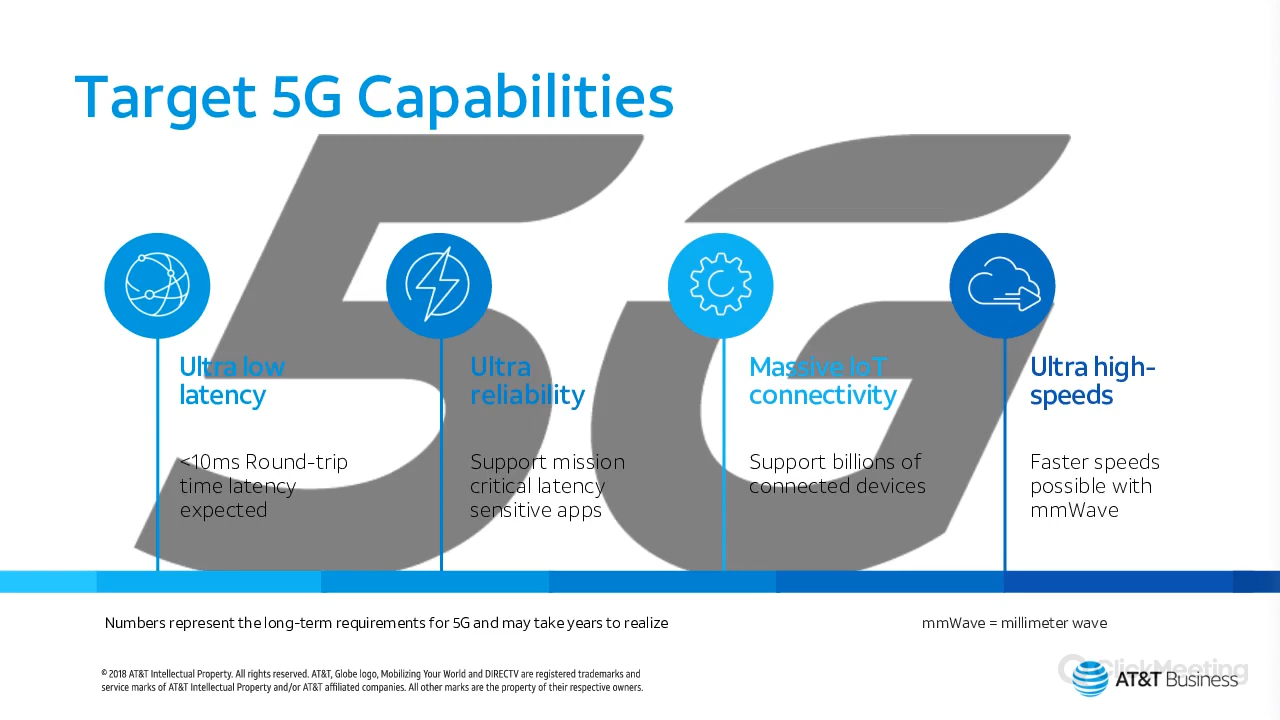 Target 5G Capabilities
5G
Ultra low
latency
<10ms Round-trip
time latency
expected
Ultra
reliability
Support mission
critical latency
sensitive apps
Massive IoT
connectivity
Support billions of
connected devices
Ultra high-
speeds
Faster speeds
possible with
mmWave
Numbers represent the long-term requirements for 5G and may take years to realize
mmWave = millimeter wave
© 2018 AT&T Intellectual Property. All rights reserved. AT&T, Globe logo, Mobilizing Your World and DIRECTV are registered trademarks and
service marks of AT&T Intellectual Property and/or AT&T affiliated companies. All other marks are the property of their respective owners.
ClickMeeting
AT&T Business